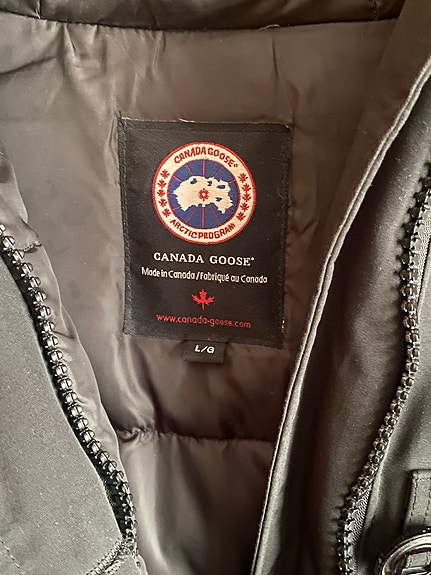 CANADA GOOSE®
ARCTIC PROGRAM
CANADA GOOSE®
Made in Canada / Fabriqué au Canada
www.canada-goose.com
L/G